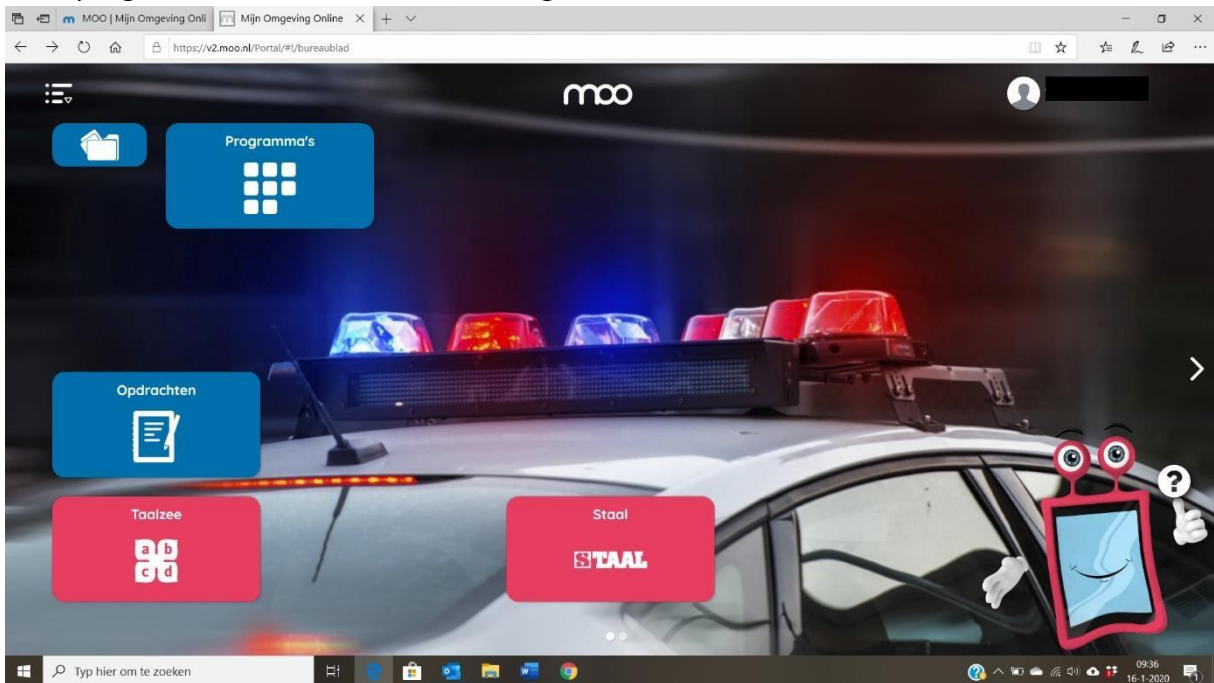 MOO | Mijn Omgeving Onli
Mijn Omgeving Online
https://v2.moo.nl/Portal/#!/bureaublad
moo
Programma's
Opdrachten
Taalzee
a b
c d
Staal
STAAL
?
Typ hier om te zoeken
09:36
16-1-2020